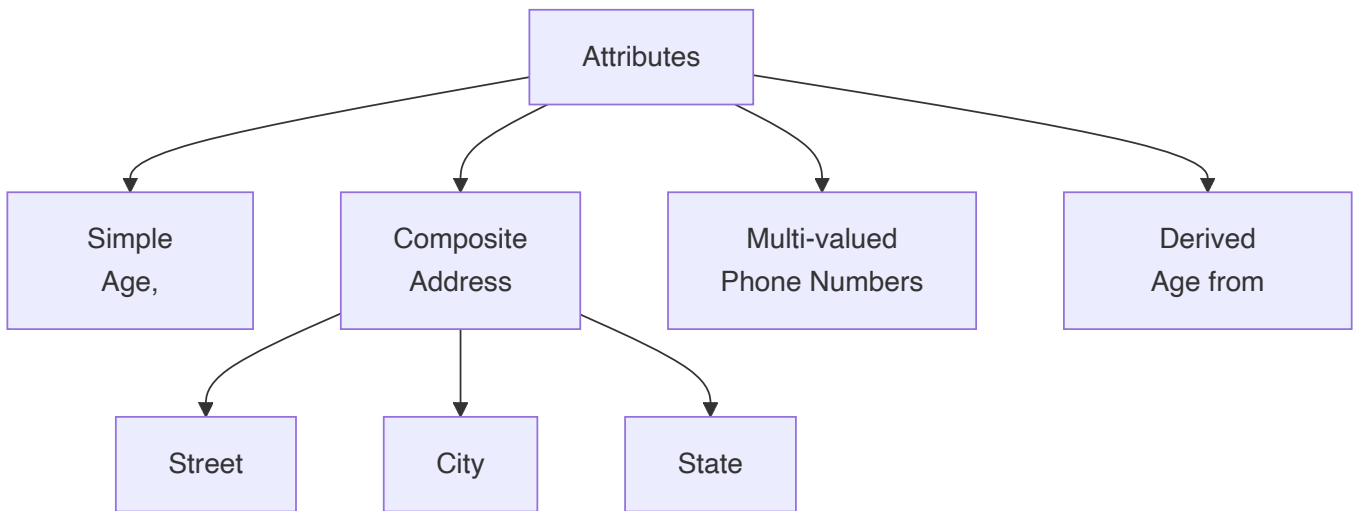 Attributes
Simple
Age,
Composite
Address
Multi-valued
Phone Numbers
Derived
Age from
Street
City
State